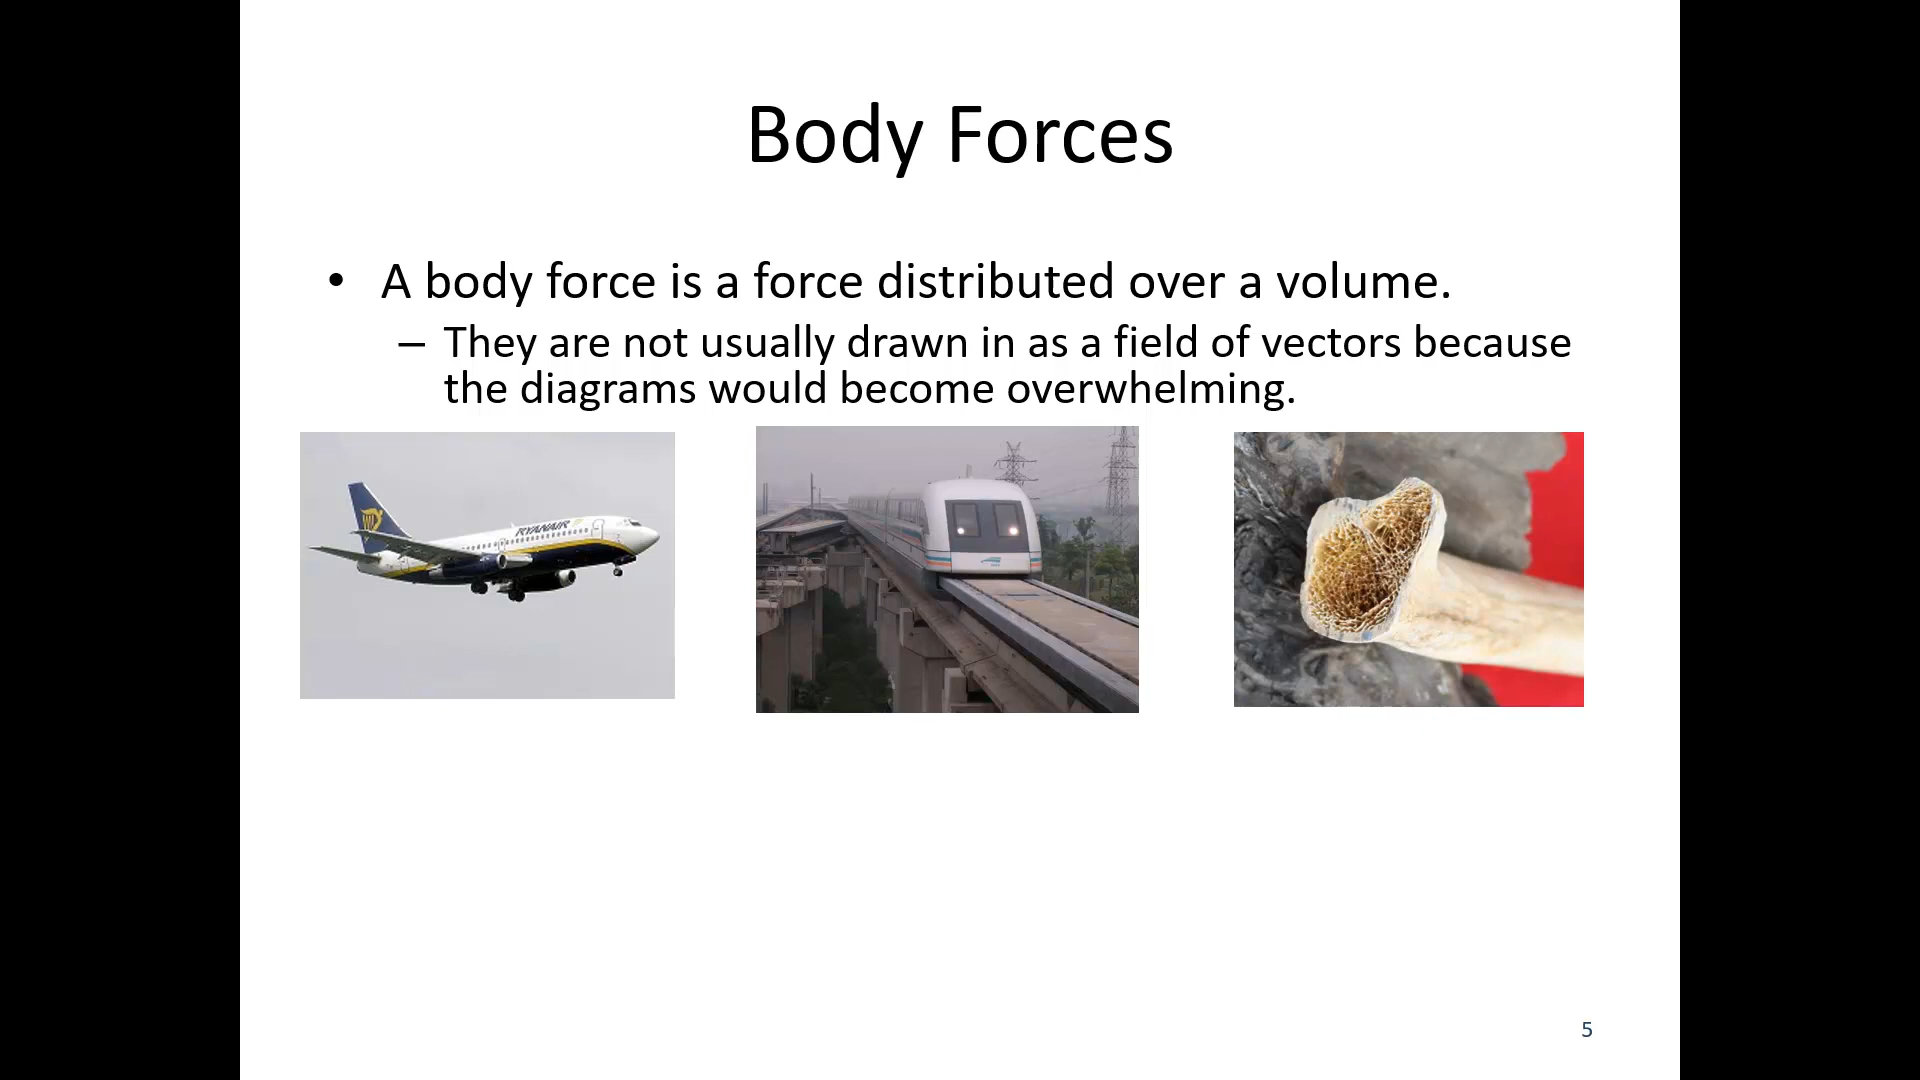 Body Forces
• A body force is a force distributed over a volume.
– They are not usually drawn in as a field of vectors because
the diagrams would become overwhelming.
RYANAIR
5